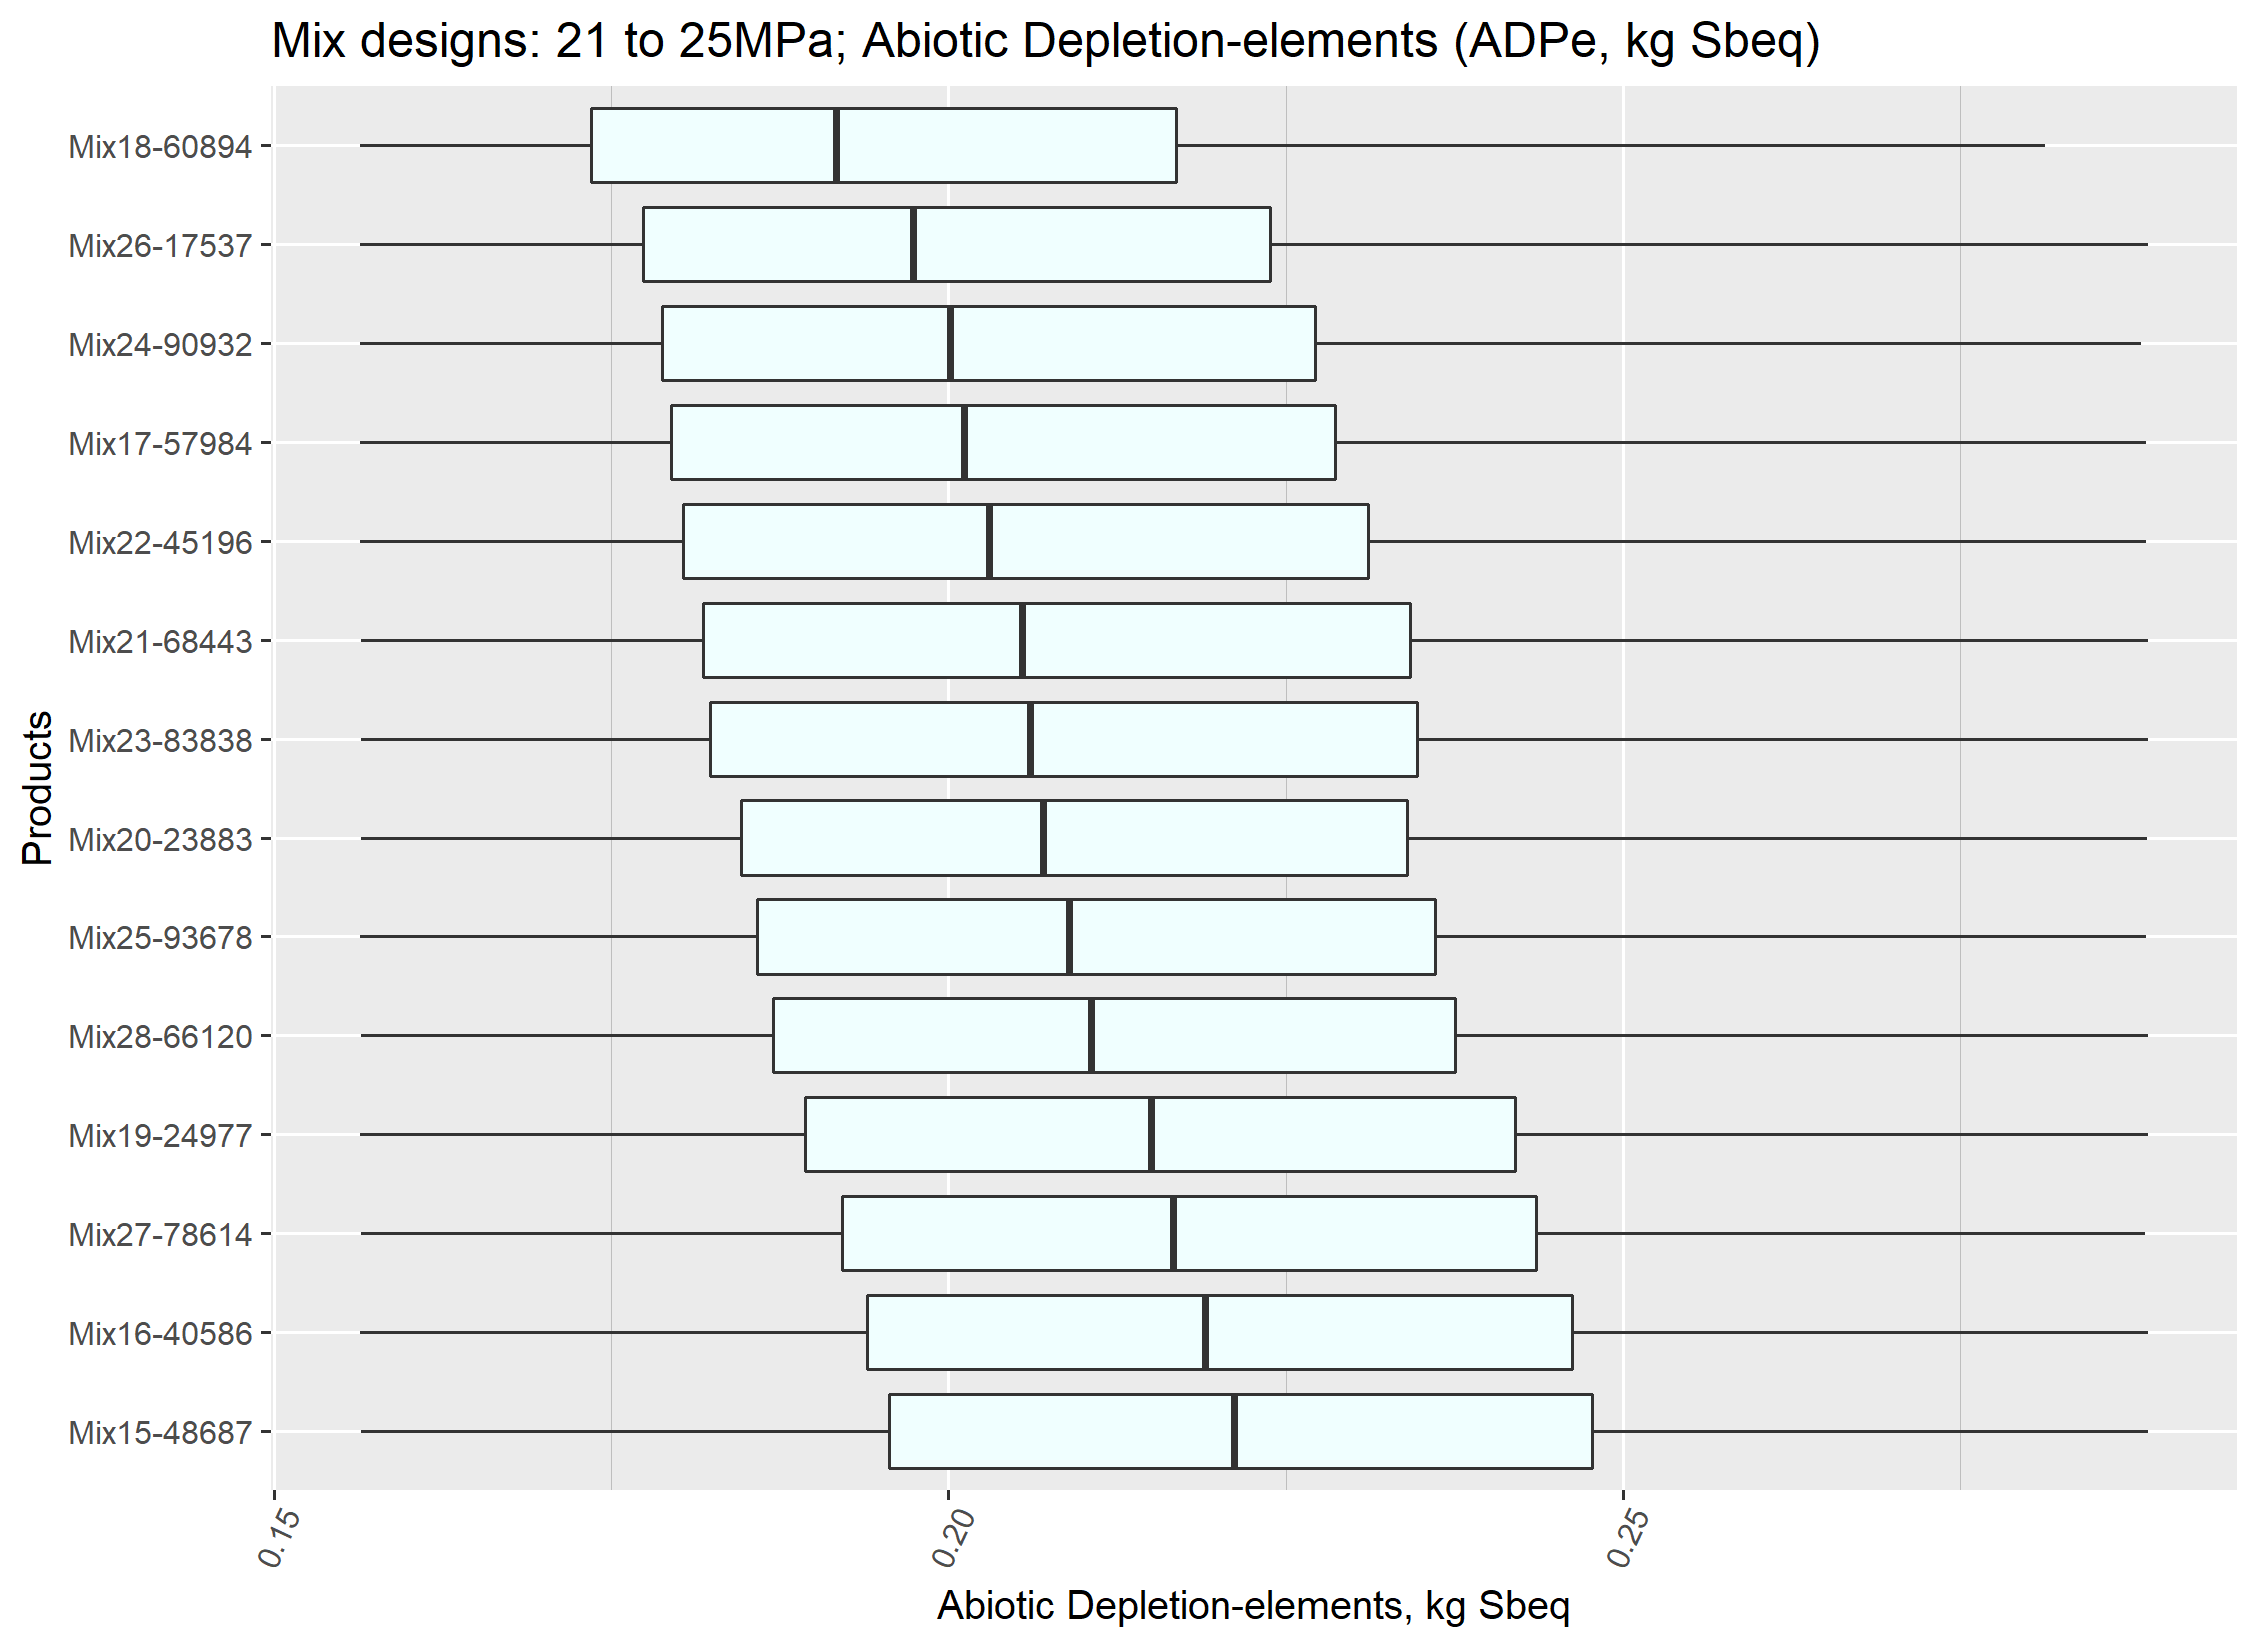 Mix designs: 21 to 25MPa; Abiotic Depletion-elements (ADPe, kg Sbeq)
Products
Mix18-60894
Mix26-17537
Mix24-90932
Mix17-57984
Mix22-45196
Mix21-68443
Mix23-83838
Mix20-23883
Mix25-93678
Mix28-66120
Mix19-24977
Mix27-78614
Mix16-40586
Mix15-48687
0.15 0.20 0.25
Abiotic Depletion-elements, kg Sbeq